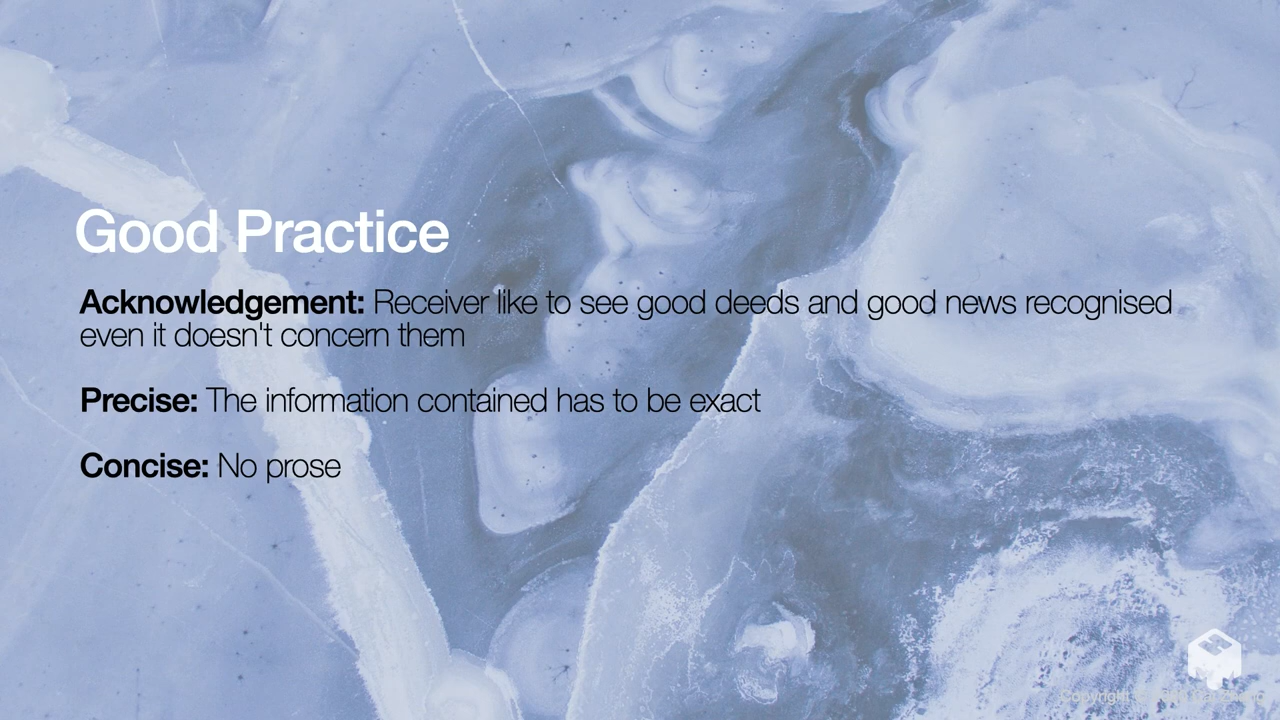 Good Practice
Acknowledgement: Receiver like to see good deeds and good news recognised
even it doesn't concern them
Precise: The information contained has to be exact
Concise: No prose
Copyright